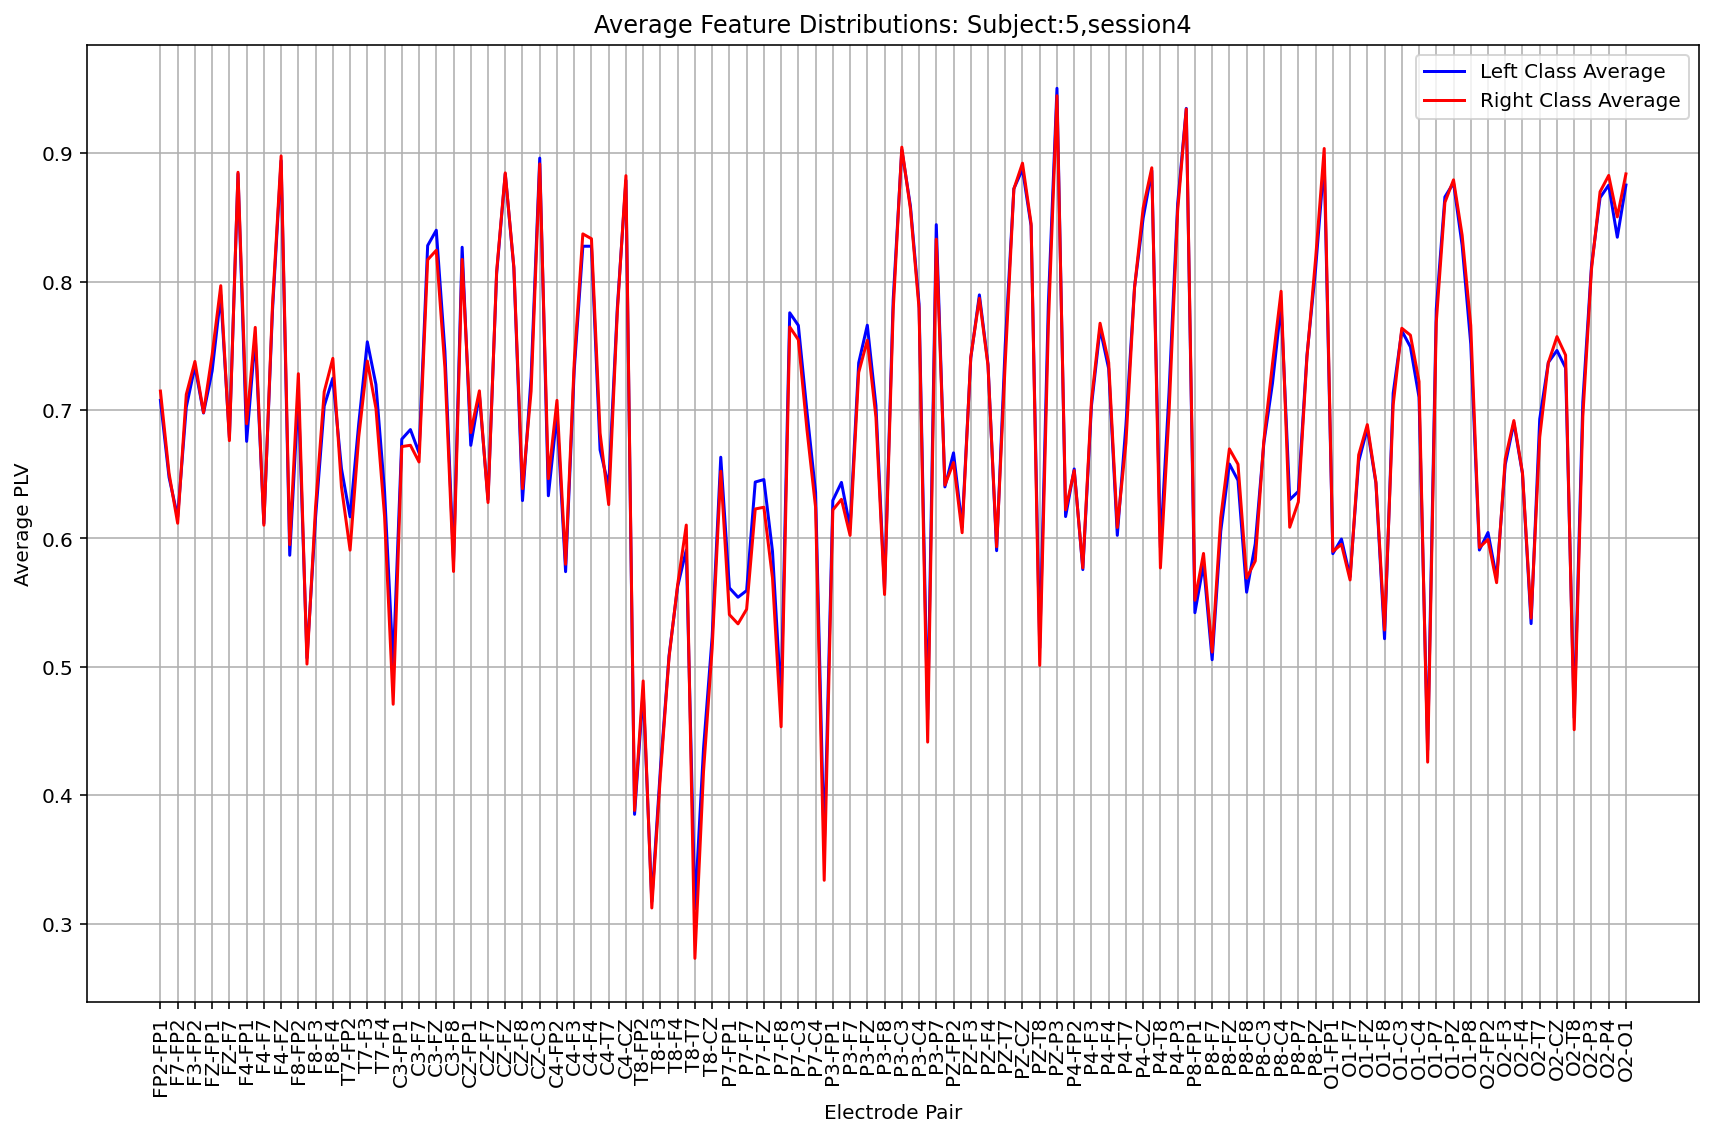 Average Feature Distributions: Subject:5,session4
Left Class Average
Right Class Average
Average PLV
0.9
0.8
0.7
0.6
0.5
0.4
0.3
FP2-FP1
F7-FP2
F3-FP2
FZ-FP1
FZ-F7
F4-FP1
F4-F7
F4-FZ
F8-FP2
F8-F3
F8-F4
T7-FP2
T7-F3
T7-F4
C3-FP1
C3-F7
C3-FZ
C3-F8
CZ-FP1
CZ-F7
CZ-FZ
CZ-F8
CZ-C3
C4-FP2
C4-F3
C4-F4
C4-T7
C4-CZ
T8-FP2
T8-F3
T8-F4
T8-T7
T8-CZ
P7-FP1
P7-F7
P7-FZ
P7-F8
P7-C3
P7-C4
P3-FP1
P3-F7
P3-FZ
P3-F8
P3-C3
P3-C4
P3-P7
PZ-FP2
PZ-F3
PZ-F4
PZ-T7
PZ-CZ
PZ-T8
PZ-P3
P4-FP2
P4-F3
P4-F4
P4-T7
P4-CZ
P4-T8
P4-P3
P8-FP1
P8-F7
P8-FZ
P8-F8
P8-C3
P8-C4
P8-P7
P8-PZ
O1-FP1
O1-F7
O1-FZ
O1-F8
O1-C3
O1-C4
O1-P7
O1-PZ
O1-P8
O2-FP2
O2-F3
O2-F4
O2-T7
O2-CZ
O2-T8
O2-P3
O2-P4
O2-O1
Electrode Pair